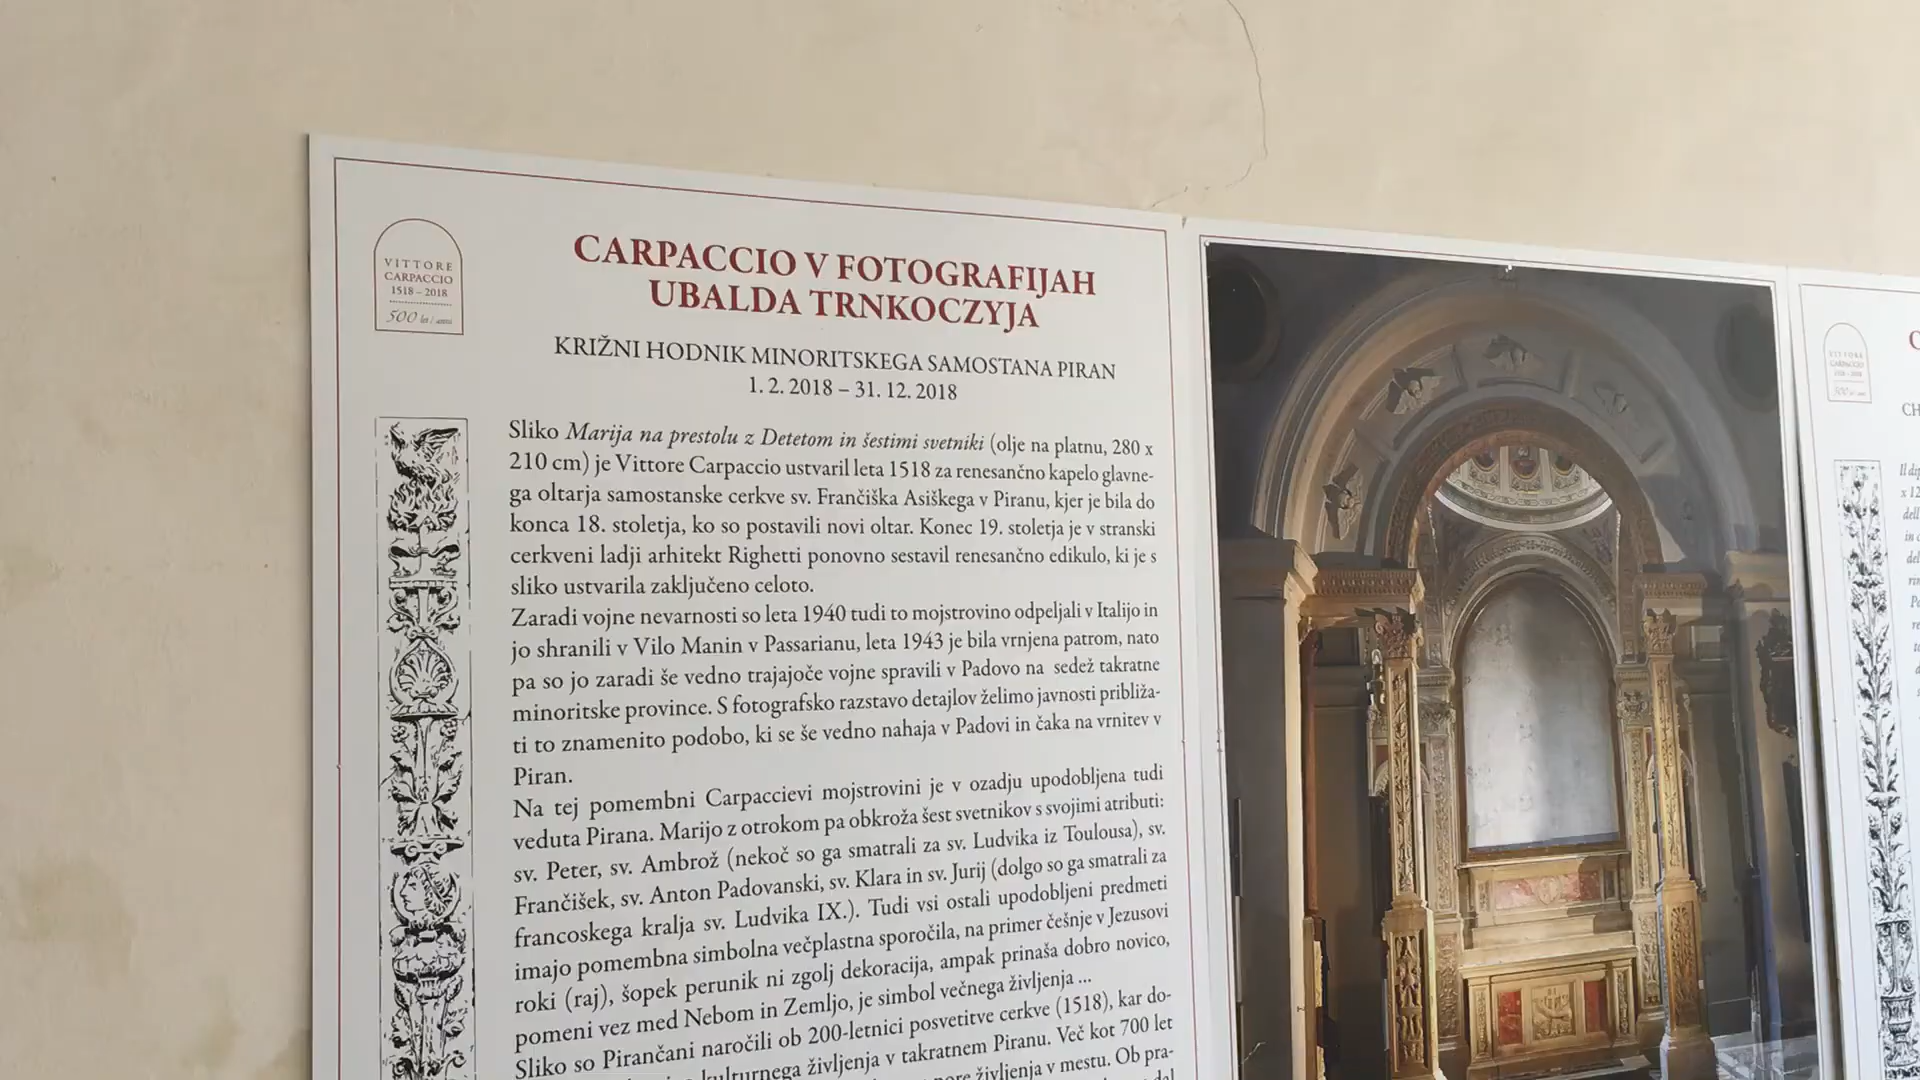 VITTORE
CARPACCIO
1518 – 2018
500 let / anni
CARPACCIO V FOTOGRAFIJAH
UBALDA TRNKOCZYJA
KRIŽNI HODNIK MINORITSKEGA SAMOSTANA PIRAN
1. 2. 2018 – 31. 12. 2018
Sliko Marija na prestolu z Detetom in šestimi svetniki (olje na platnu, 280 x
210 cm) je Vittore Carpaccio ustvaril leta 1518 za renesančno kapelo glavne-
ga oltarja samostanske cerkve sv. Frančiška Asiškega v Piranu, kjer je bila do
konca 18. stoletja, ko so postavili novi oltar. Konec 19. stoletja je v stranski
cerkveni ladji arhitekt Righetti ponovno sestavil renesančno edikulo, ki je s
sliko ustvarila zaključeno celoto.
Zaradi vojne nevarnosti so leta 1940 tudi to mojstrovino odpeljali v Italijo in
jo shranili v Vilo Manin v Passarianu, leta 1943 je bila vrnjena patrom, nato
pa so jo zaradi še vedno trajajoče vojne spravili v Padovo na sedež takratne
minoritske province. S fotografsko razstavo detajlov želimo javnosti približa-
ti to znamenito podobo, ki se še vedno nahaja v Padovi in čaka na vrnitev v
Piran.
Na tej pomembni Carpaccievi mojstrovini je v ozadju upodobljena tudi
veduta Pirana. Marijo z otrokom pa obkroža šest svetnikov s svojimi atributi:
sv. Peter, sv. Ambrož (nekoč so ga smatrali za sv. Ludvika iz Toulousa), sv.
Frančišek, sv. Anton Padovanski, sv. Klara in sv. Jurij (dolgo so ga smatrali za
francoskega kralja sv. Ludvika IX.). Tudi vsi ostali upodobljeni predmeti
imajo pomembna simbolna večplastna sporočila, na primer češnje v Jezusovi
roki (raj), šopek perunik ni zgolj dekoracija, ampak prinaša dobro novico,
pomeni vez med Nebom in Zemljo, je simbol večnega življenja ...
Sliko so Pirančani naročili ob 200-letnici posvetitve cerkve (1518), kar do-
kulturnega življenja v takratnem Piranu. Več kot 700 let
življenja v mestu. Ob pra-
VITTORE
CARPACCIO
1518 – 2018
500 let / anni
C
CH
Il di
x 12
dell
in
del